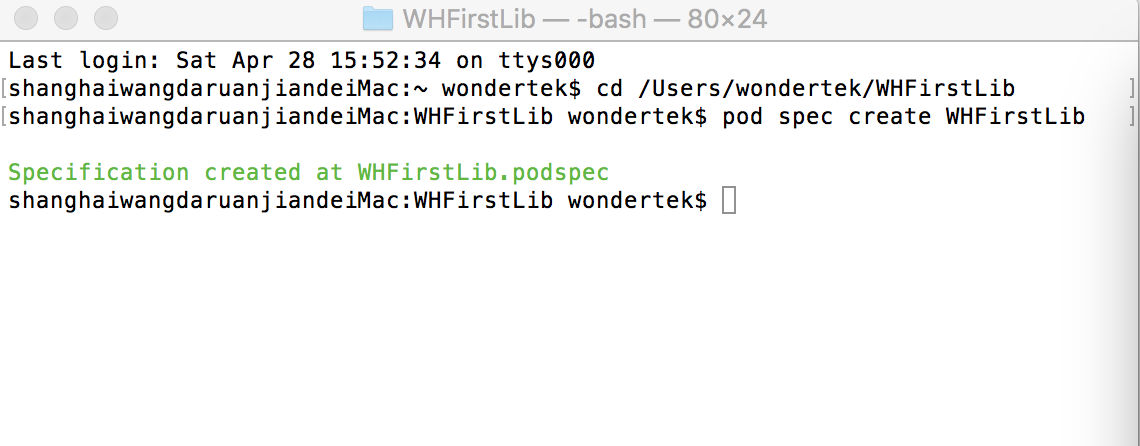 WHFirstLib — -bash — 80×24
Last login: Sat Apr 28 15:52:34 on ttys000
[shanghaiwangdaruanjiandeiMac:~ wondertek$ cd /Users/wondertek/WHFirstLib ]
[shanghaiwangdaruanjiandeiMac:WHFirstLib wondertek$ pod spec create WHFirstLib ]
Specification created at WHFirstLib.podspec
shanghaiwangdaruanjiandeiMac:WHFirstLib wondertek$